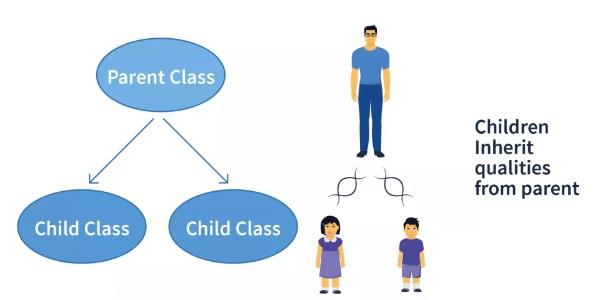 Parent Class
Child Class
Child Class
Children
Inherit
qualities
from parent